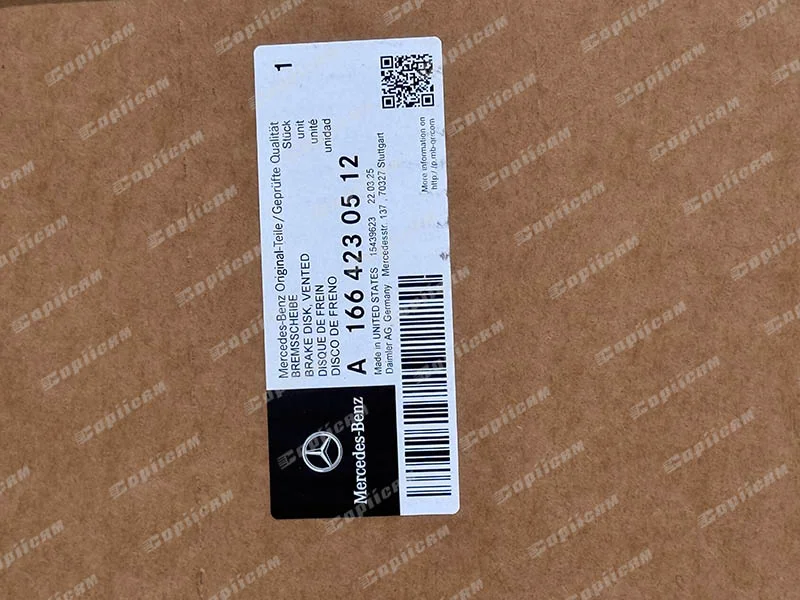 Mercedes-Benz Original-Teile/Geprüfte Qualität 1
BREMSSCHEIBE Stück
BRAKE DISK, VENTED unit
DISQUE DE FREIN unité
DISCO DE FRENO unidad
A 166 423 05 12
Made in UNITED STATES 15439623 22.03.25
Daimler AG, Germany Mercedesstr. 137, 70327 Stuttgart
More information on
http://p.mb-qr.com
Mercedes-Benz
CopiiCAM